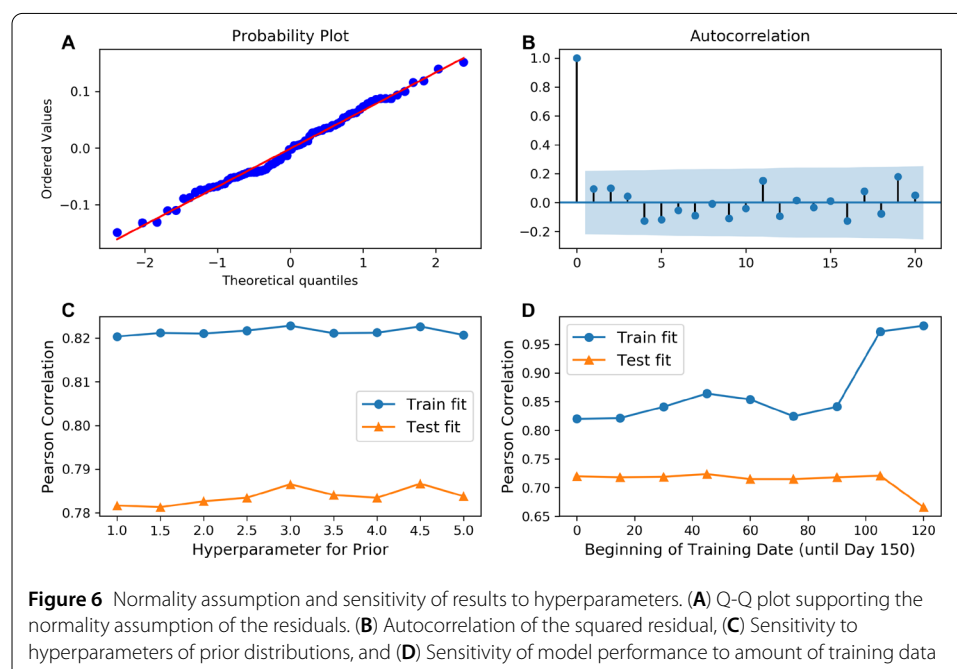 A
Probability Plot
Ordered Values
0.1
0.0
−0.1
−2
−1
0
1
2
Theoretical quantiles
B
Autocorrelation
1.0
0.8
0.6
0.4
0.2
0.0
−0.2
0
5
10
15
20
C
Pearson Correlation
0.82
0.81
0.80
0.79
0.78
Train fit
Test fit
1.0
1.5
2.0
2.5
3.0
3.5
4.0
4.5
5.0
Hyperparameter for Prior
D
Pearson Correlation
0.95
0.90
0.85
0.80
0.75
0.70
0.65
Train fit
Test fit
0
20
40
60
80
100
120
Beginning of Training Date (until Day 150)
Figure 6 Normality assumption and sensitivity of results to hyperparameters. (A) Q-Q plot supporting the
normality assumption of the residuals. (B) Autocorrelation of the squared residual, (C) Sensitivity to
hyperparameters of prior distributions, and (D) Sensitivity of model performance to amount of training data